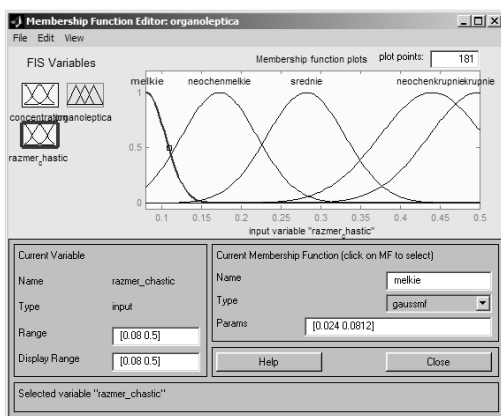 Membership Function Editor: organoleptica
File Edit View
FIS Variables
concentration
organoleptica
razmer_chastic
Membership function plots
plot points: 181
melkie neochenmelkie srednie neochenkrupnie krupnie
1
0.5
0
0.1 0.15 0.2 0.25 0.3 0.35 0.4 0.45 0.5
input variable "razmer_chastic"
Current Variable
Name razmer_chastic
Type input
Range [0.08 0.5]
Display Range [0.08 0.5]
Current Membership Function (click on MF to select)
Name melkie
Type gaussmf
Params [0.024 0.0812]
Help Close
Selected variable "razmer_chastic"